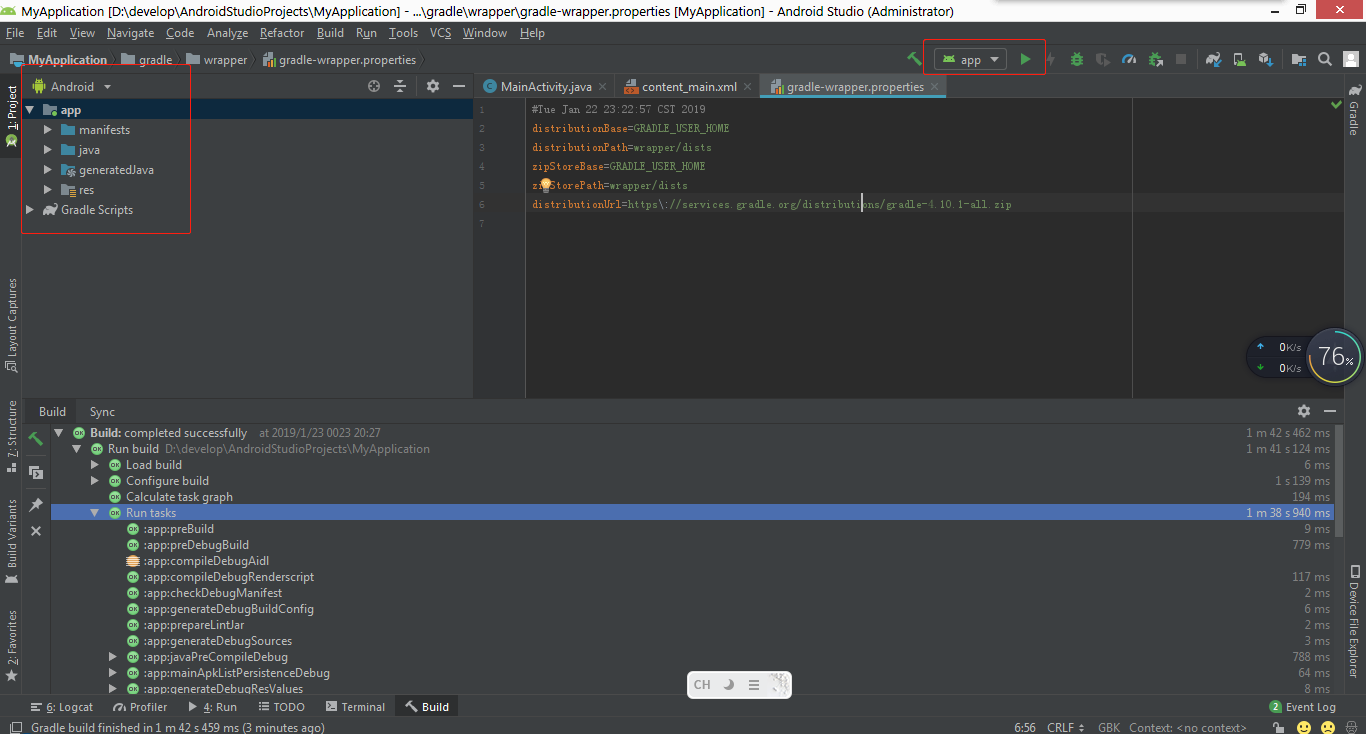 MyApplication [D:\develop\AndroidStudioProjects\MyApplication] - ...\gradle\wrapper\gradle-wrapper.properties [MyApplication] - Android Studio (Administrator)
File Edit View Navigate Code Analyze Refactor Build Run Tools VCS Window Help
MyApplication gradle wrapper gradle-wrapper.properties app
Android
MainActivity.java content_main.xml gradle-wrapper.properties
1: Project
Gradle
app
manifests
java
generatedJava
res
Gradle Scripts
1 #Tue Jan 22 23:22:57 CST 2019
2 distributionBase=GRADLE_USER_HOME
3 distributionPath=wrapper/dists
4 zipStoreBase=GRADLE_USER_HOME
5 zipStorePath=wrapper/dists
6 distributionUrl=https\://services.gradle.org/distributions/gradle-4.10.1-all.zip
7
0K/s
0K/s
76%
Layout Captures
7: Structure
Build Variants
2: Favorites
Device File Explorer
Build Sync
Build: completed successfully at 2019/1/23 0023 20:27 1 m 42 s 462 ms
Run build D:\develop\AndroidStudioProjects\MyApplication 1 m 41 s 124 ms
Load build 6 ms
Configure build 1 s 139 ms
Calculate task graph 194 ms
Run tasks 1 m 38 s 940 ms
:app:preBuild 9 ms
:app:preDebugBuild 779 ms
:app:compileDebugAidl
:app:compileDebugRenderscript 117 ms
:app:checkDebugManifest 2 ms
:app:generateDebugBuildConfig 6 ms
:app:prepareLintJar 2 ms
:app:generateDebugSources 3 ms
:app:javaPreCompileDebug 788 ms
:app:mainApkListPersistenceDebug 64 ms
:app:generateDebugResValues 8 ms
CH
6: Logcat Profiler 4: Run TODO Terminal Build 2 Event Log
Gradle build finished in 1 m 42 s 459 ms (3 minutes ago) 6:56 CRLF GBK Context: <no context>